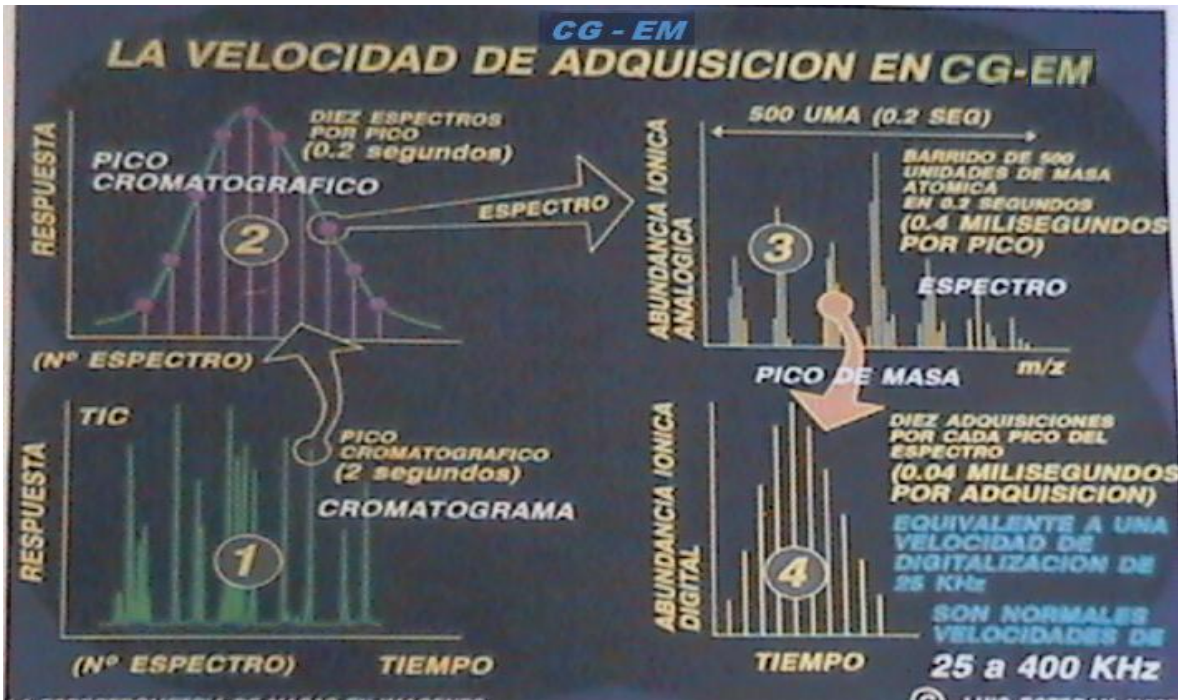 CG - EM
LA VELOCIDAD DE ADQUISICION EN CG-EM
RESPUESTA
PICO
CROMATOGRAFICO
DIEZ ESPECTROS
POR PICO
(0.2 segundos)
2
ESPECTRO
(Nº ESPECTRO)
500 UMA (0.2 SEG)
ABUNDANCIA IONICA
ANALOGICA
BARRIDO DE 500
UNIDADES DE MASA
ATOMICA
EN 0.2 SEGUNDOS
(0.4 MILISEGUNDOS
POR PICO)
3
ESPECTRO
m/z
PICO DE MASA
RESPUESTA
TIC
PICO
CROMATOGRAFICO
(2 segundos)
CROMATOGRAMA
1
(Nº ESPECTRO)
TIEMPO
ABUNDANCIA IONICA
DIGITAL
4
TIEMPO
DIEZ ADQUISICIONES
POR CADA PICO DEL
ESPECTRO
(0.04 MILISEGUNDOS
POR ADQUISICION)
EQUIVALENTE A UNA
VELOCIDAD DE
DIGITALIZACION DE
25 KHz
SON NORMALES
VELOCIDADES DE
25 a 400 KHz